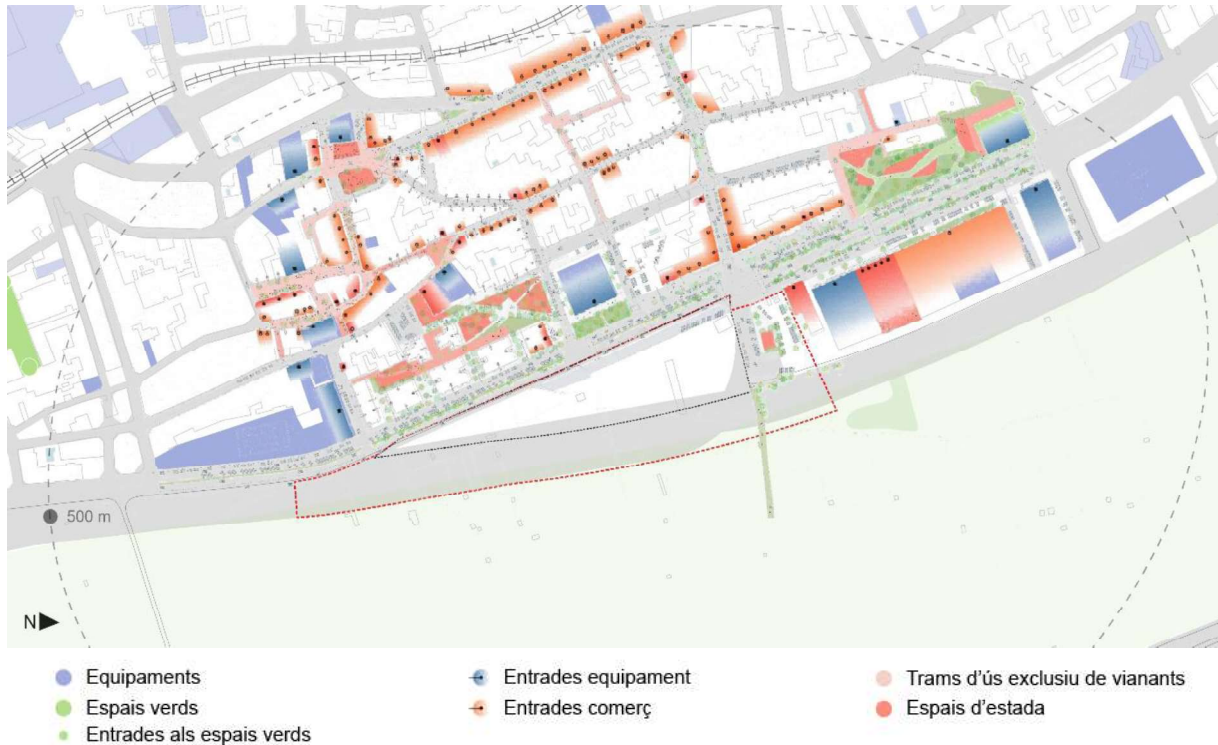 500 m
N
Equipaments
Espais verds
Entrades als espais verds
Entrades equipament
Entrades comerç
Trams d'ús exclusiu de vianants
Espais d'estada